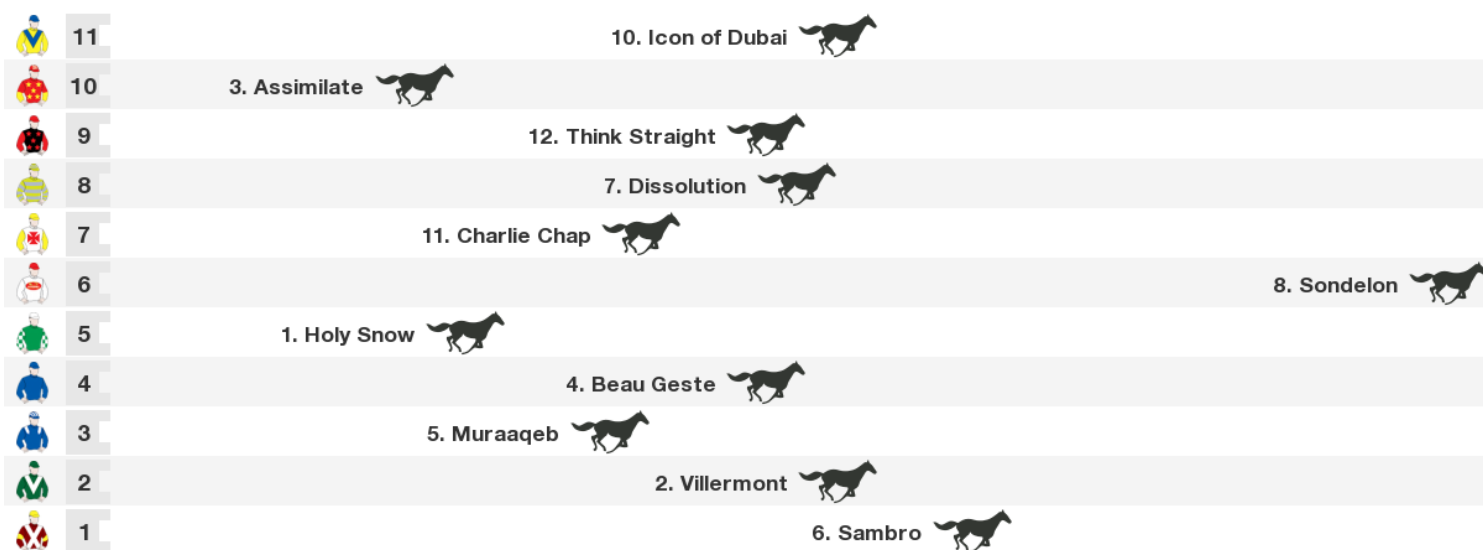 11 10. Icon of Dubai
10 3. Assimilate
9 12. Think Straight
8 7. Dissolution
7 11. Charlie Chap
6 8. Sondelon
5 1. Holy Snow
4 4. Beau Geste
3 5. Muraaqeb
2 2. Villermont
1 6. Sambro